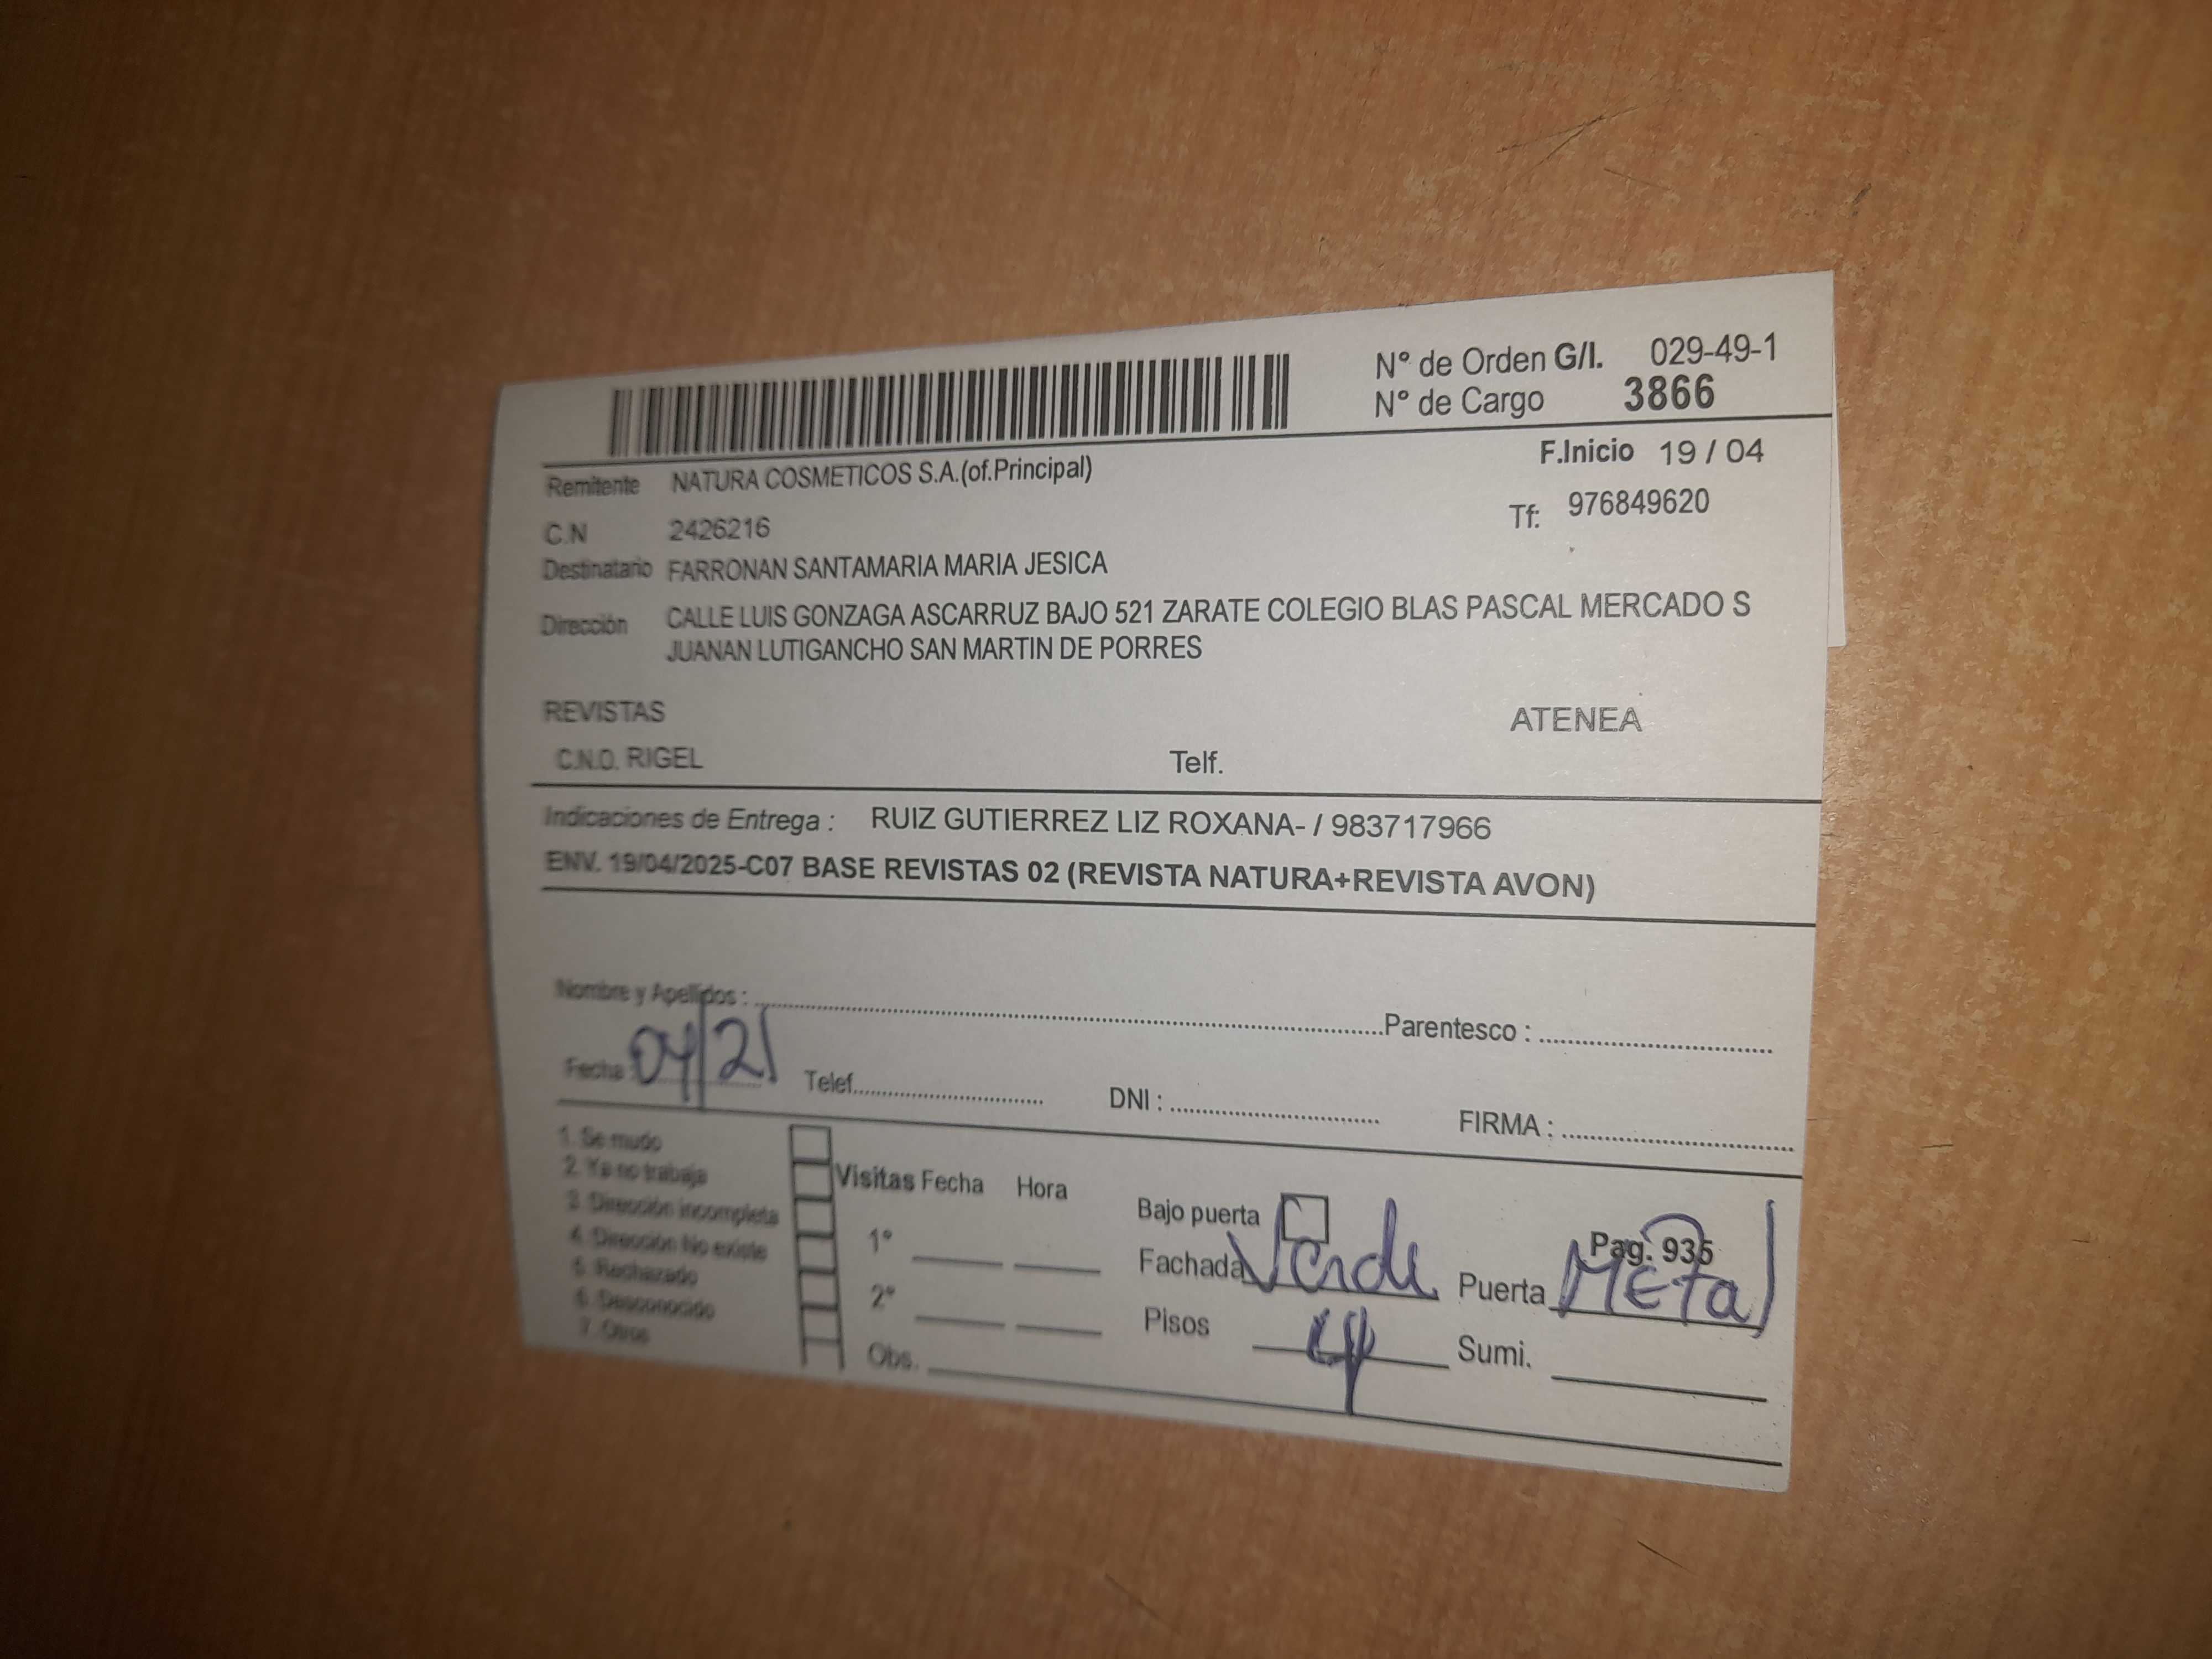 N° de Orden G/I. 029-49-1
N° de Cargo 3866
F.Inicio 19 / 04
Remitente NATURA COSMETICOS S.A.(of.Principal)
Tf: 976849620
C.N 2426216
Destinatario FARRONAN SANTAMARIA MARIA JESICA
Dirección CALLE LUIS GONZAGA ASCARRUZ BAJO 521 ZARATE COLEGIO BLAS PASCAL MERCADO S
JUANAN LUTIGANCHO SAN MARTIN DE PORRES
REVISTAS ATENEA
C.N.O. RIGEL Telf.
Indicaciones de Entrega : RUIZ GUTIERREZ LIZ ROXANA- / 983717966
ENV. 19/04/2025-C07 BASE REVISTAS 02 (REVISTA NATURA+REVISTA AVON)
Nombre y Apellidos : Parentesco :
Fecha : 04/21 Telef. DNI : FIRMA :
1. Se mudo
2. Ya no trabaja
3. Dirección incompleta
4. Dirección No existe
5. Rechazado
6. Desconocido
7. Otros
Visitas Fecha Hora
1°
2°
Obs.
Bajo puerta
Pag. 935
Fachada Verde Puerta Metal
Pisos 4 Sumi.